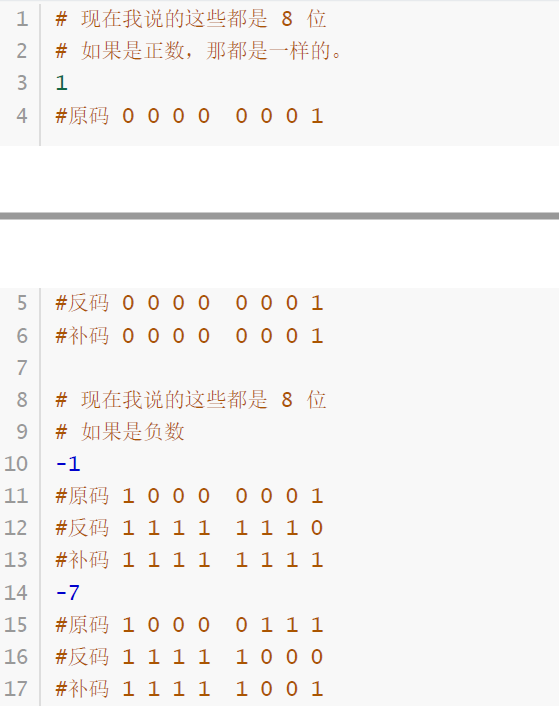 1 # 现在我说的这些都是 8 位
2 # 如果是正数，那都是一样的。
3 1
4 #原码 0 0 0 0  0 0 0 1
5 #反码 0 0 0 0  0 0 0 1
6 #补码 0 0 0 0  0 0 0 1
7
8 # 现在我说的这些都是 8 位
9 # 如果是负数
10 -1
11 #原码 1 0 0 0  0 0 0 1
12 #反码 1 1 1 1  1 1 1 0
13 #补码 1 1 1 1  1 1 1 1
14 -7
15 #原码 1 0 0 0  0 1 1 1
16 #反码 1 1 1 1  1 0 0 0
17 #补码 1 1 1 1  1 0 0 1